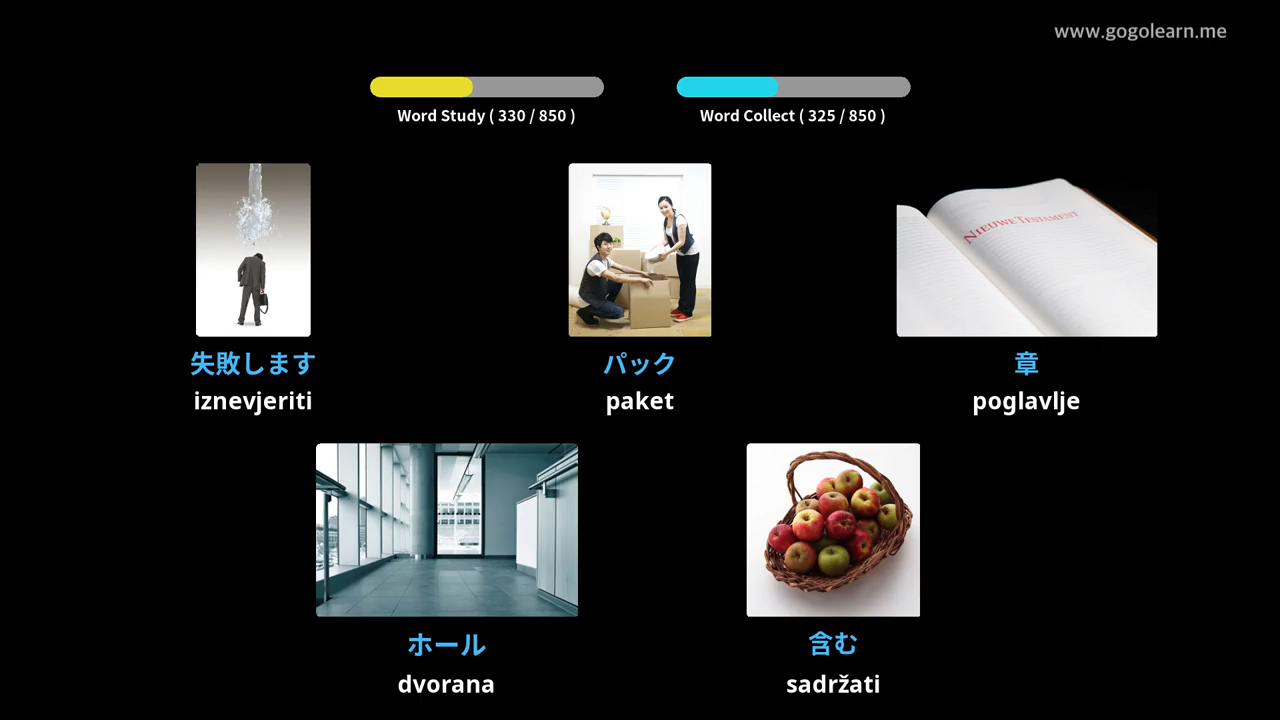 www.gogolearn.me
Word Study ( 330 / 850 )
Word Collect ( 325 / 850 )
NIEUWE TESTAMENT
失敗します
iznevjeriti
パック
paket
章
poglavlje
ホール
dvorana
含む
sadržati